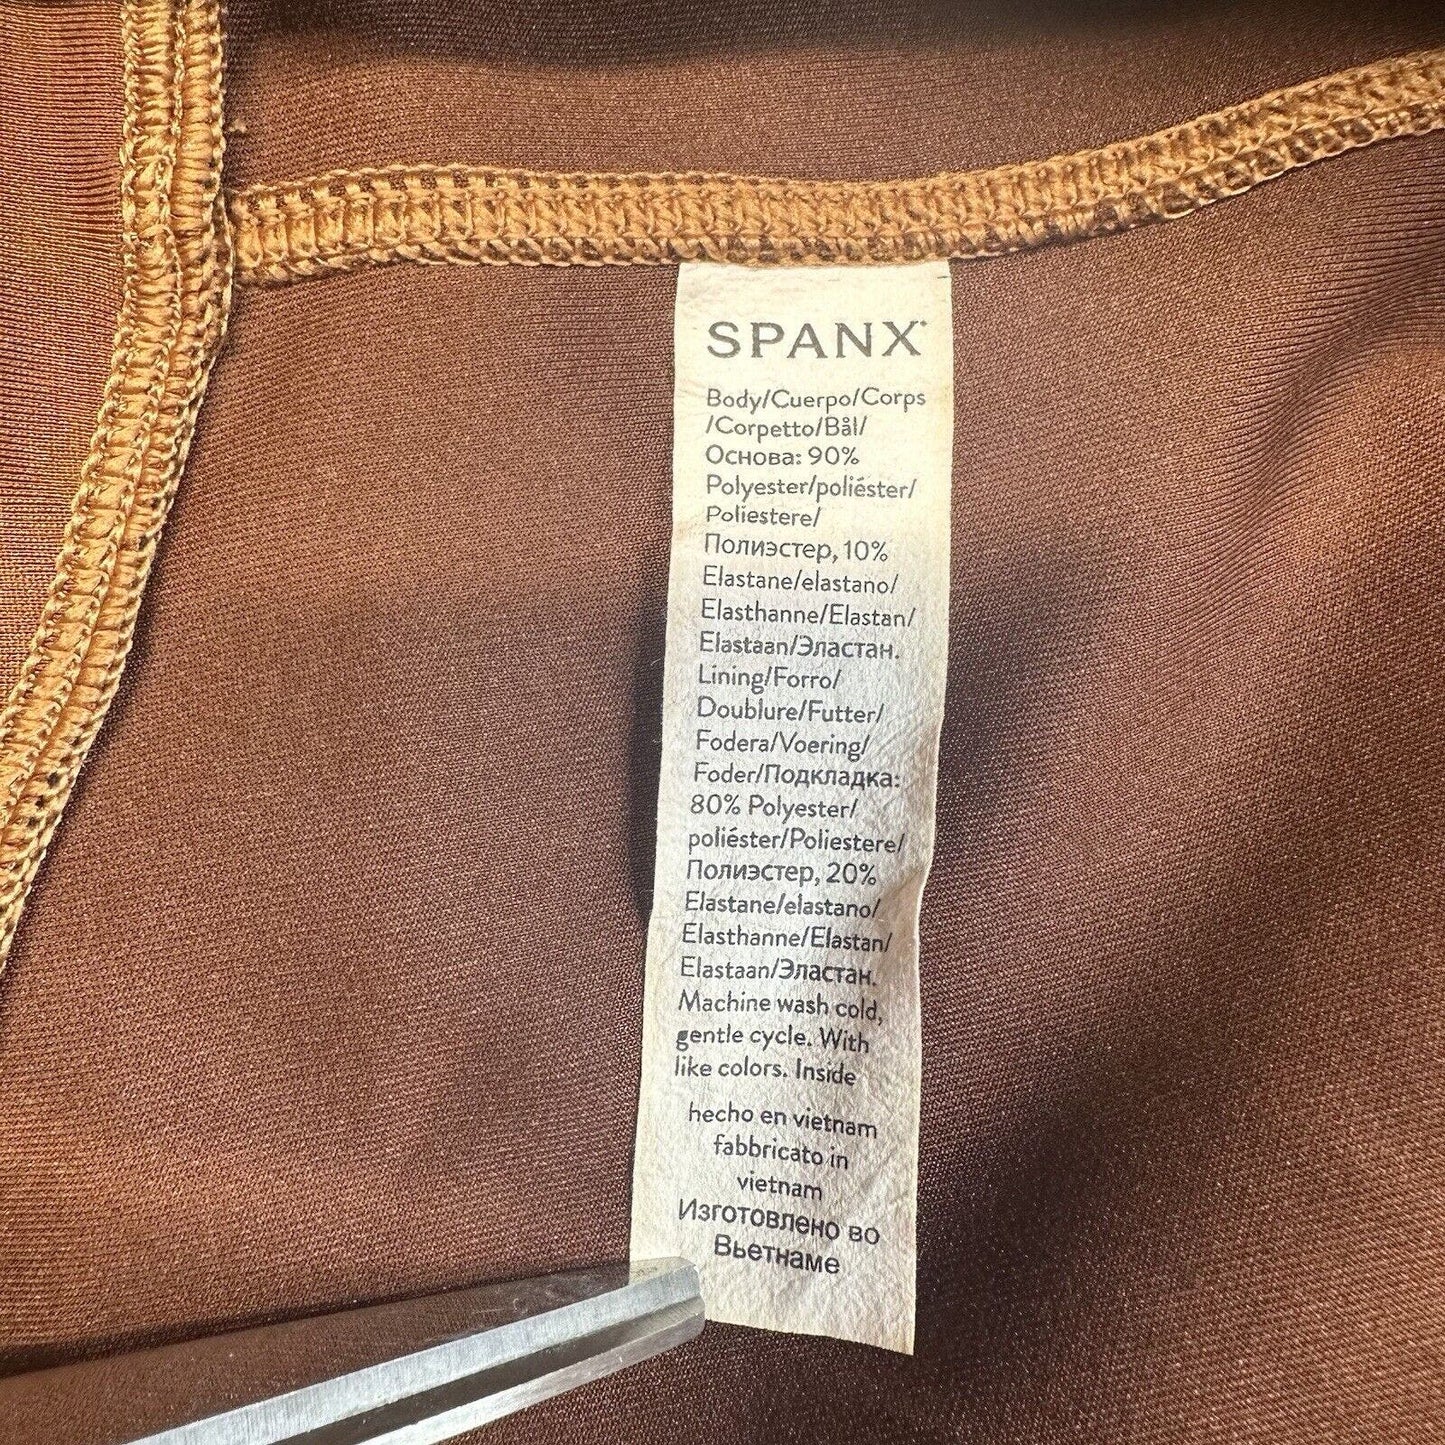 SPANX
Body/Cuerpo/Corps
/Corpetto/Bål/
Основа: 90%
Polyester/poliéster/
Poliestere/
Полиэстер, 10%
Elastane/elastano/
Elasthanne/Elastan/
Elastaan/Эластан.
Lining/Forro/
Doublure/Futter/
Fodera/Voering/
Foder/Подкладка:
80% Polyester/
poliéster/Poliestere/
Полиэстер, 20%
Elastane/elastano/
Elasthanne/Elastan/
Elastaan/Эластан.
Machine wash cold,
gentle cycle. With
like colors. Inside
hecho en vietnam
fabbricato in
vietnam
Изготовлено во
Вьетнаме